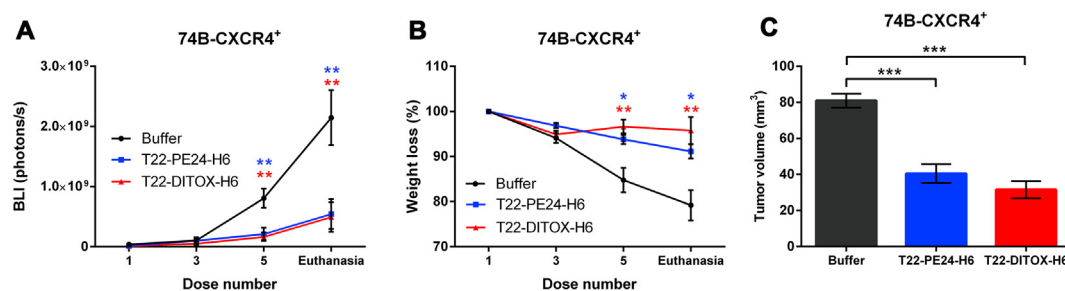 A
74B-CXCR4⁺
BLI (photons/s)
3.0×10⁹
2.0×10⁹
1.0×10⁹
0
**
**
**
**
Buffer
T22-PE24-H6
T22-DITOX-H6
1
3
5
Euthanasia
Dose number
B
74B-CXCR4⁺
Weight loss (%)
110
100
90
80
70
*
**
*
**
Buffer
T22-PE24-H6
T22-DITOX-H6
1
3
5
Euthanasia
Dose number
C
74B-CXCR4⁺
Tumor volume (mm³)
100
80
60
40
20
0
***
***
Buffer
T22-PE24-H6
T22-DITOX-H6